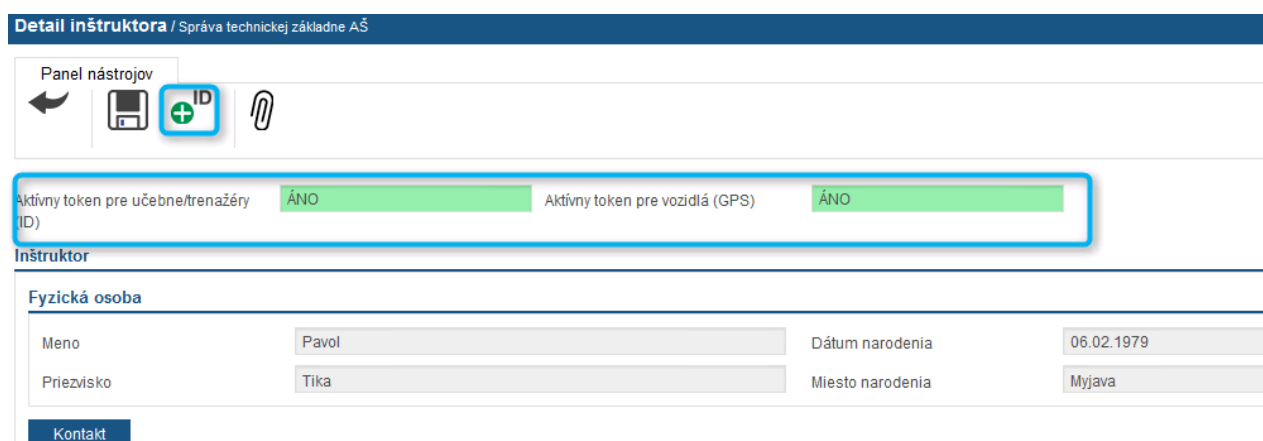 Detail inštruktora / Správa technickej základne AŠ
Panel nástrojov
ID
Aktívny token pre učebne/trenažéry (ID)
ÁNO
Aktívny token pre vozidlá (GPS)
ÁNO
Inštruktor
Fyzická osoba
Meno
Pavol
Dátum narodenia
06.02.1979
Priezvisko
Tika
Miesto narodenia
Myjava
Kontakt